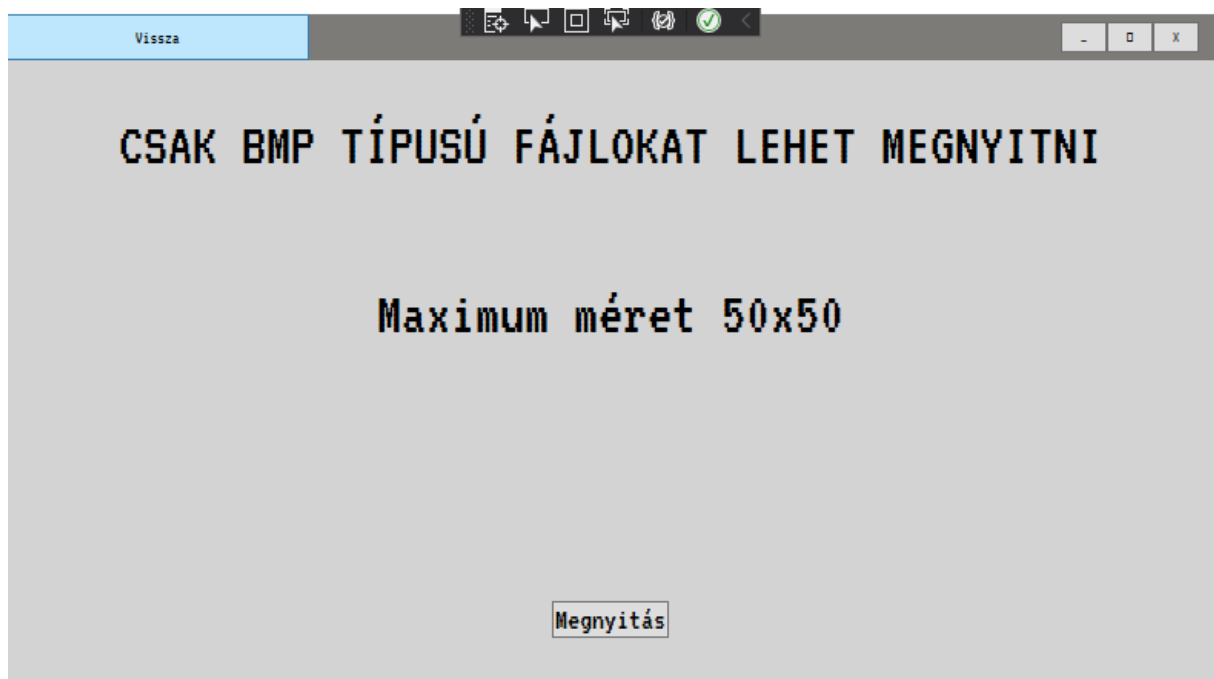 Vissza
- □ X
CSAK BMP TÍPUSÚ FÁJLOKAT LEHET MEGNYITNI
Maximum méret 50x50
Megnyitás